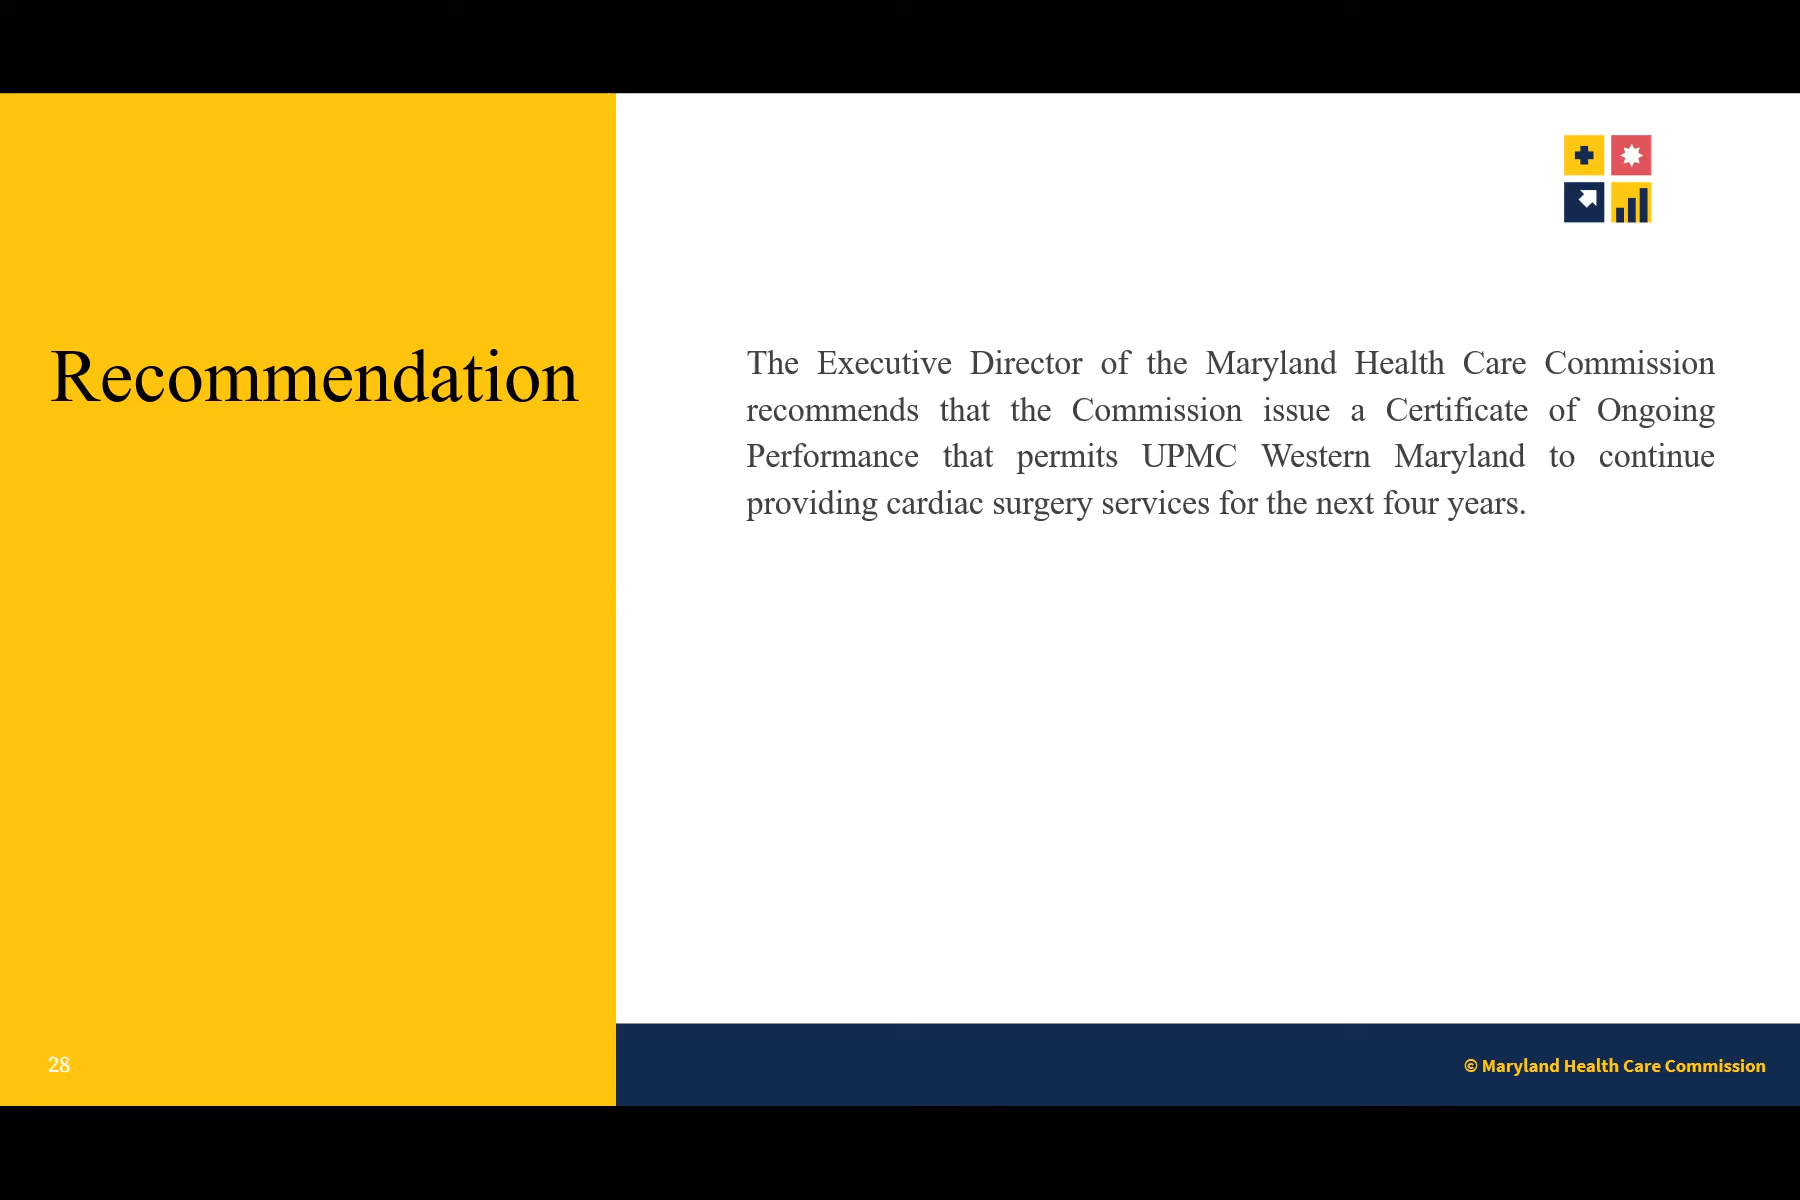 Recommendation
The Executive Director of the Maryland Health Care Commission
recommends that the Commission issue a Certificate of Ongoing
Performance that permits UPMC Western Maryland to continue
providing cardiac surgery services for the next four years.
28
© Maryland Health Care Commission